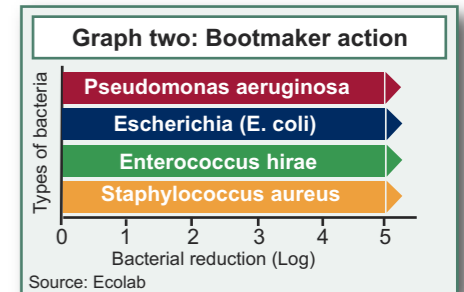 Graph two: Bootmaker action
Types of bacteria
Pseudomonas aeruginosa
Escherichia (E. coli)
Enterococcus hirae
Staphylococcus aureus
0 1 2 3 4 5
Bacterial reduction (Log)
Source: Ecolab